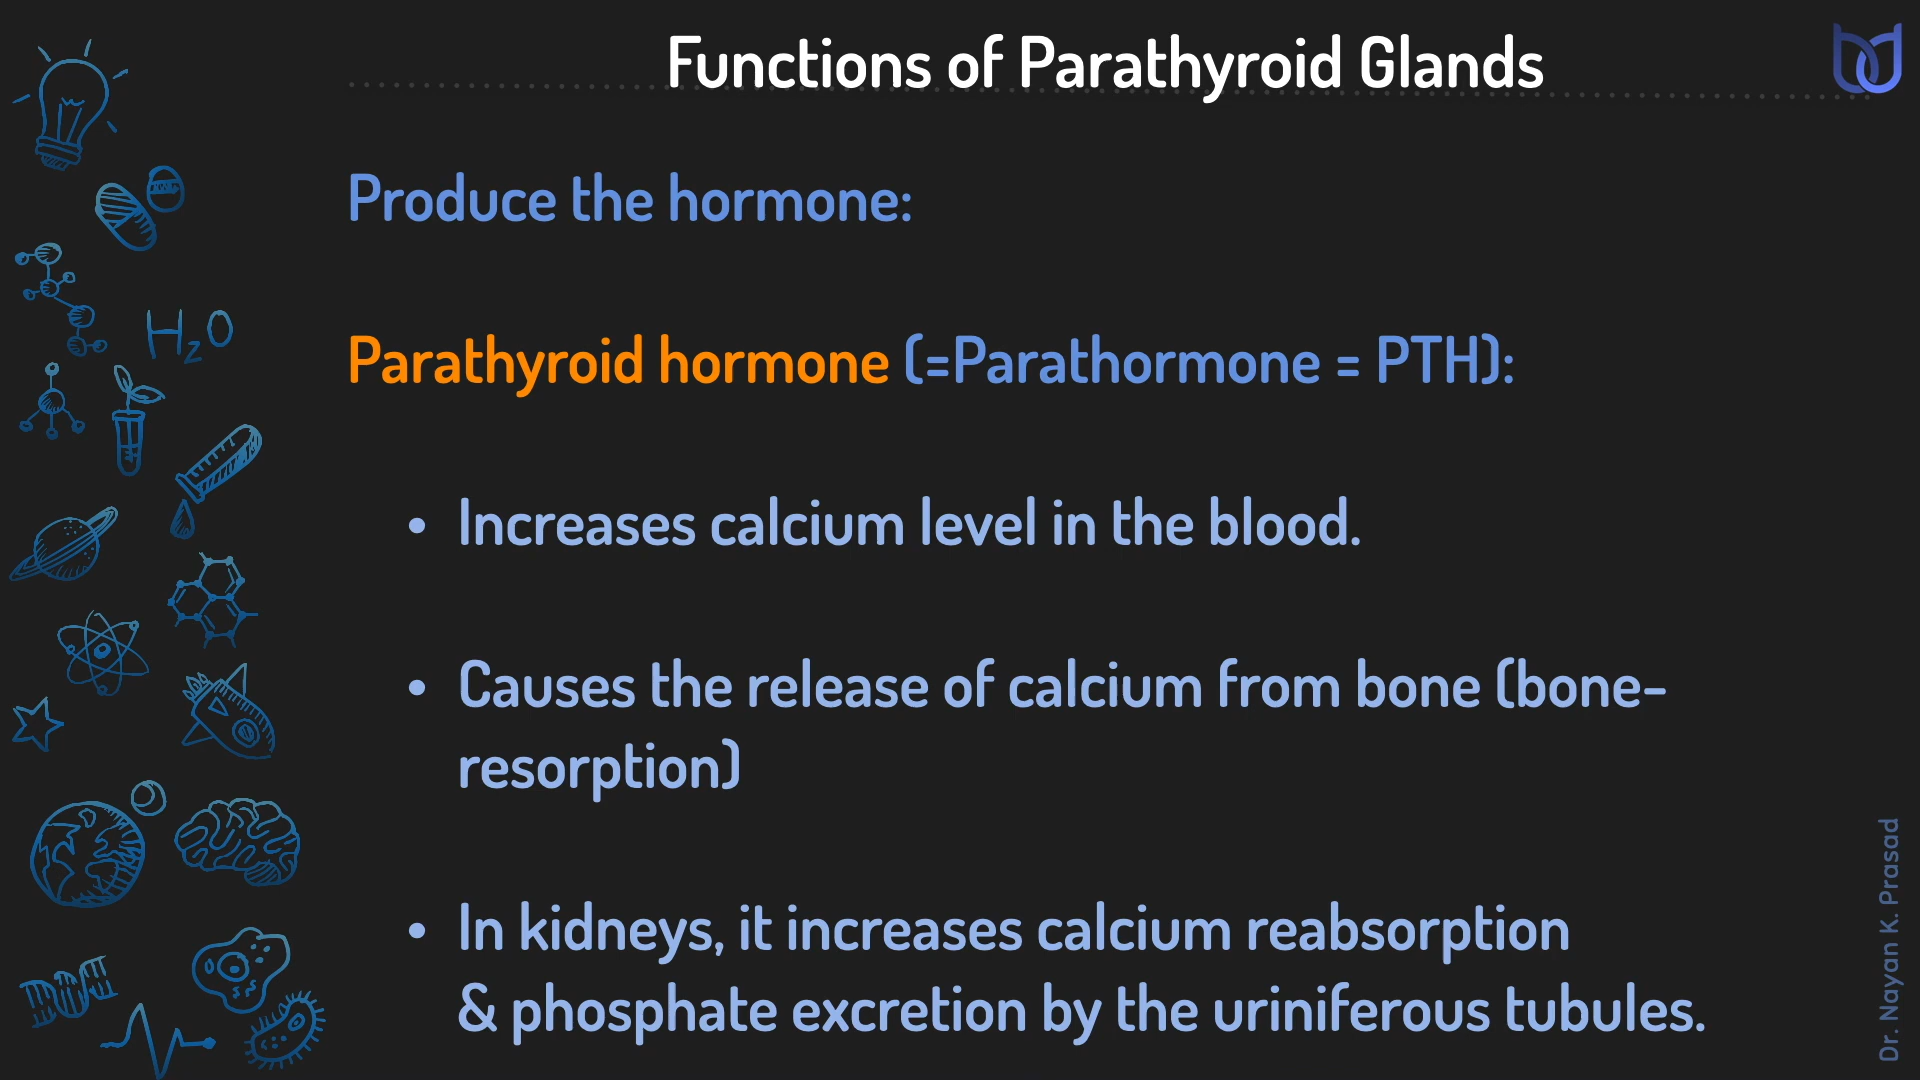 Functions of Parathyroid Glands
Produce the hormone:
Parathyroid hormone (=Parathormone = PTH):
• Increases calcium level in the blood.
• Causes the release of calcium from bone (bone-
resorption)
• In kidneys, it increases calcium reabsorption
& phosphate excretion by the uriniferous tubules.
H₂O
Dr. Nayan K. Prasad